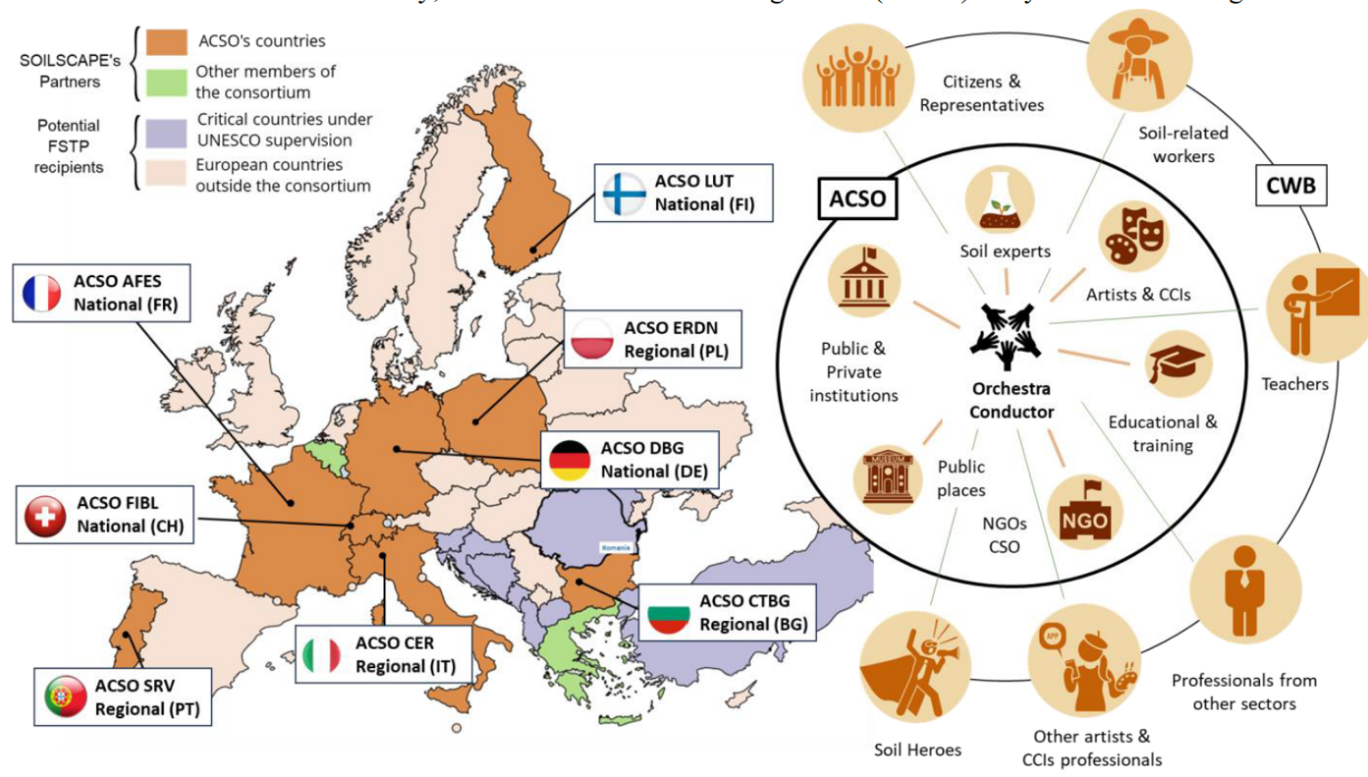 SOILSCAPE's
Partners
ACSO's countries
Other members of
the consortium
Potential
FSTP
recipients
Critical countries under
UNESCO supervision
European countries
outside the consortium
ACSO LUT
National (FI)
ACSO AFES
National (FR)
ACSO ERDN
Regional (PL)
ACSO DBG
National (DE)
ACSO FIBL
National (CH)
Romania
ACSO CTBG
Regional (BG)
ACSO CER
Regional (IT)
ACSO SRV
Regional (PT)
Citizens &
Representatives
Soil-related
workers
ACSO
CWB
Soil experts
Artists & CCIs
Public &
Private
institutions
Orchestra
Conductor
Teachers
Educational &
training
MUSEUM
Public
places
NGOs
CSO
NGO
APP
Professionals from
other sectors
Soil Heroes
Other artists &
CCIs professionals